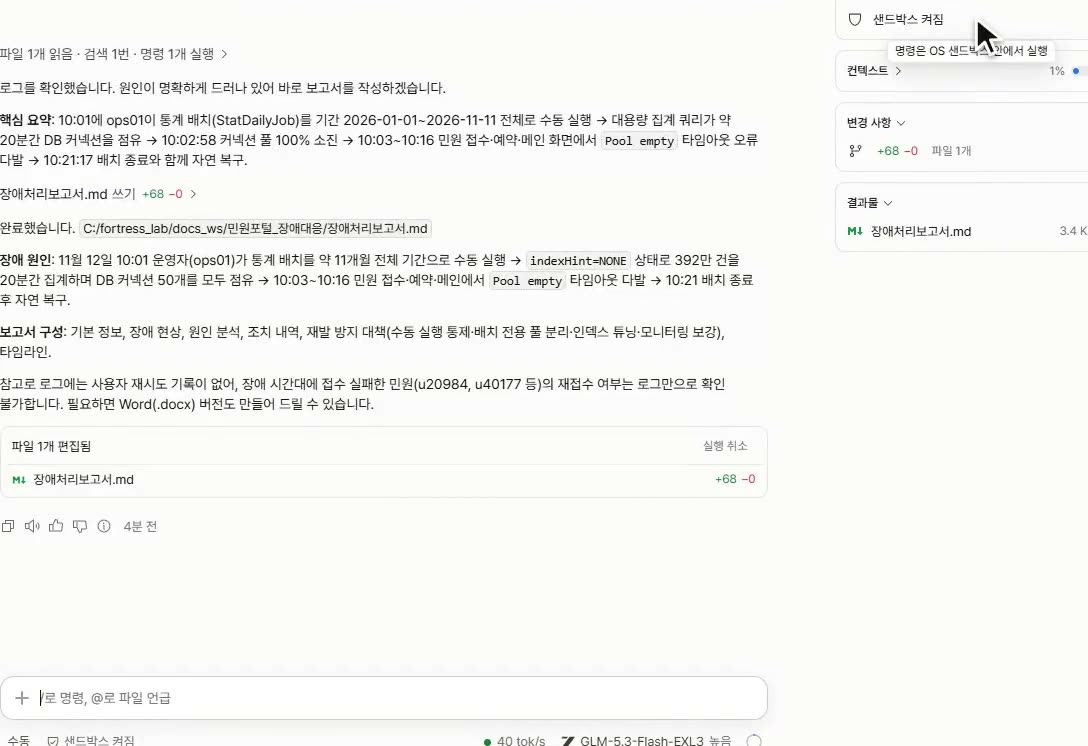 파일 1개 읽음 · 검색 1번 · 명령 1개 실행 >
로그를 확인했습니다. 원인이 명확하게 드러나 있어 바로 보고서를 작성하겠습니다.
핵심 요약: 10:01에 ops01이 통계 배치(StatDailyJob)를 기간 2026-01-01~2026-11-11 전체로 수동 실행 → 대용량 집계 쿼리가 약
20분간 DB 커넥션을 점유 → 10:02:58 커넥션 풀 100% 소진 → 10:03~10:16 민원 접수·예약·메인 화면에서 Pool empty 타임아웃 오류
다발 → 10:21:17 배치 종료와 함께 자연 복구.
장애처리보고서.md 쓰기 +68 −0 >
완료했습니다. C:/fortress_lab/docs_ws/민원포털_장애대응/장애처리보고서.md
장애 원인: 11월 12일 10:01 운영자(ops01)가 통계 배치를 약 11개월 전체 기간으로 수동 실행 → indexHint=NONE 상태로 392만 건을
20분간 집계하며 DB 커넥션 50개를 모두 점유 → 10:03~10:16 민원 접수·예약·메인에서 Pool empty 타임아웃 다발 → 10:21 배치 종료
후 자연 복구.
보고서 구성: 기본 정보, 장애 현상, 원인 분석, 조치 내역, 재발 방지 대책(수동 실행 통제·배치 전용 풀 분리·인덱스 튜닝·모니터링 보강),
타임라인.
참고로 로그에는 사용자 재시도 기록이 없어, 장애 시간대에 접수 실패한 민원(u20984, u40177 등)의 재접수 여부는 로그만으로 확인
불가합니다. 필요하면 Word(.docx) 버전도 만들어 드릴 수 있습니다.
파일 1개 편집됨 실행 취소
장애처리보고서.md +68 −0
4분 전
/로 명령, @로 파일 언급
수동 샌드박스 켜짐 40 tok/s GLM-5.3-Flash-EXL3 높음
샌드박스 켜짐
명령은 OS 샌드박스 안에서 실행
컨텍스트 > 1%
변경 사항
+68 −0 파일 1개
결과물
장애처리보고서.md 3.4 K